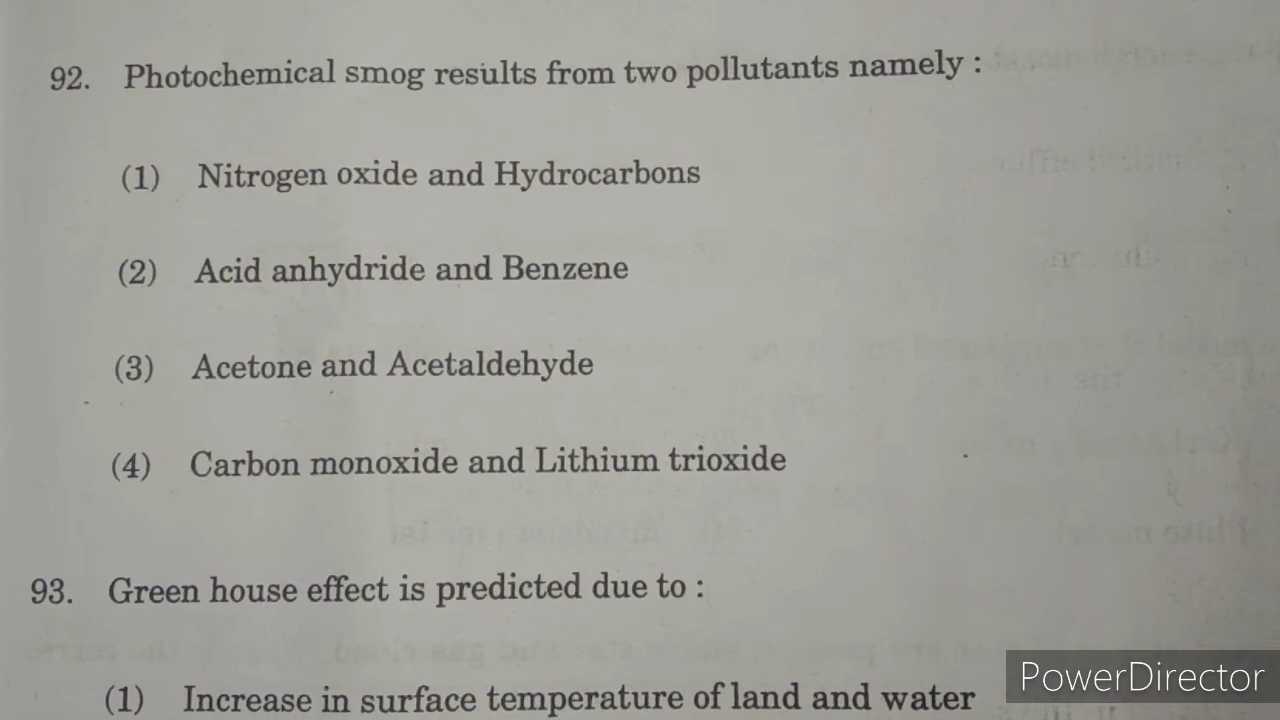 92. Photochemical smog results from two pollutants namely :
(1) Nitrogen oxide and Hydrocarbons
(2) Acid anhydride and Benzene
(3) Acetone and Acetaldehyde
(4) Carbon monoxide and Lithium trioxide
93. Green house effect is predicted due to :
(1) Increase in surface temperature of land and water
PowerDirector